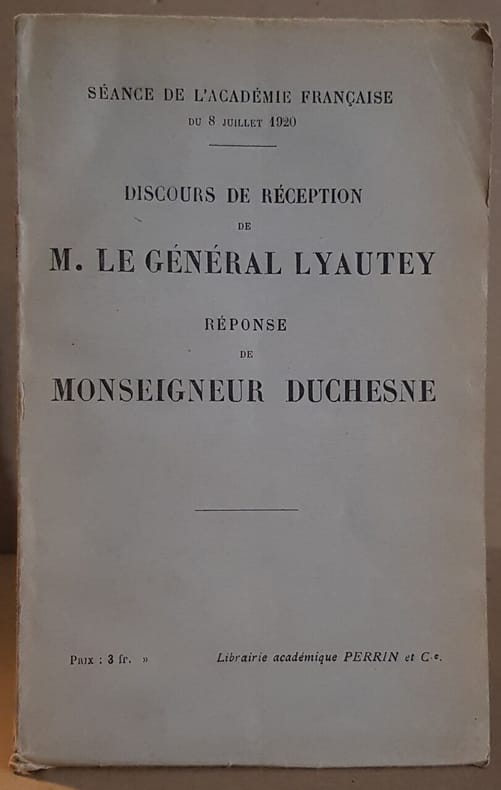 SÉANCE DE L'ACADÉMIE FRANÇAISE
DU 8 JUILLET 1920
DISCOURS DE RÉCEPTION
DE
M. LE GÉNÉRAL LYAUTEY
RÉPONSE
DE
MONSEIGNEUR DUCHESNE
PRIX : 3 fr. »
Librairie académique PERRIN et Cie.